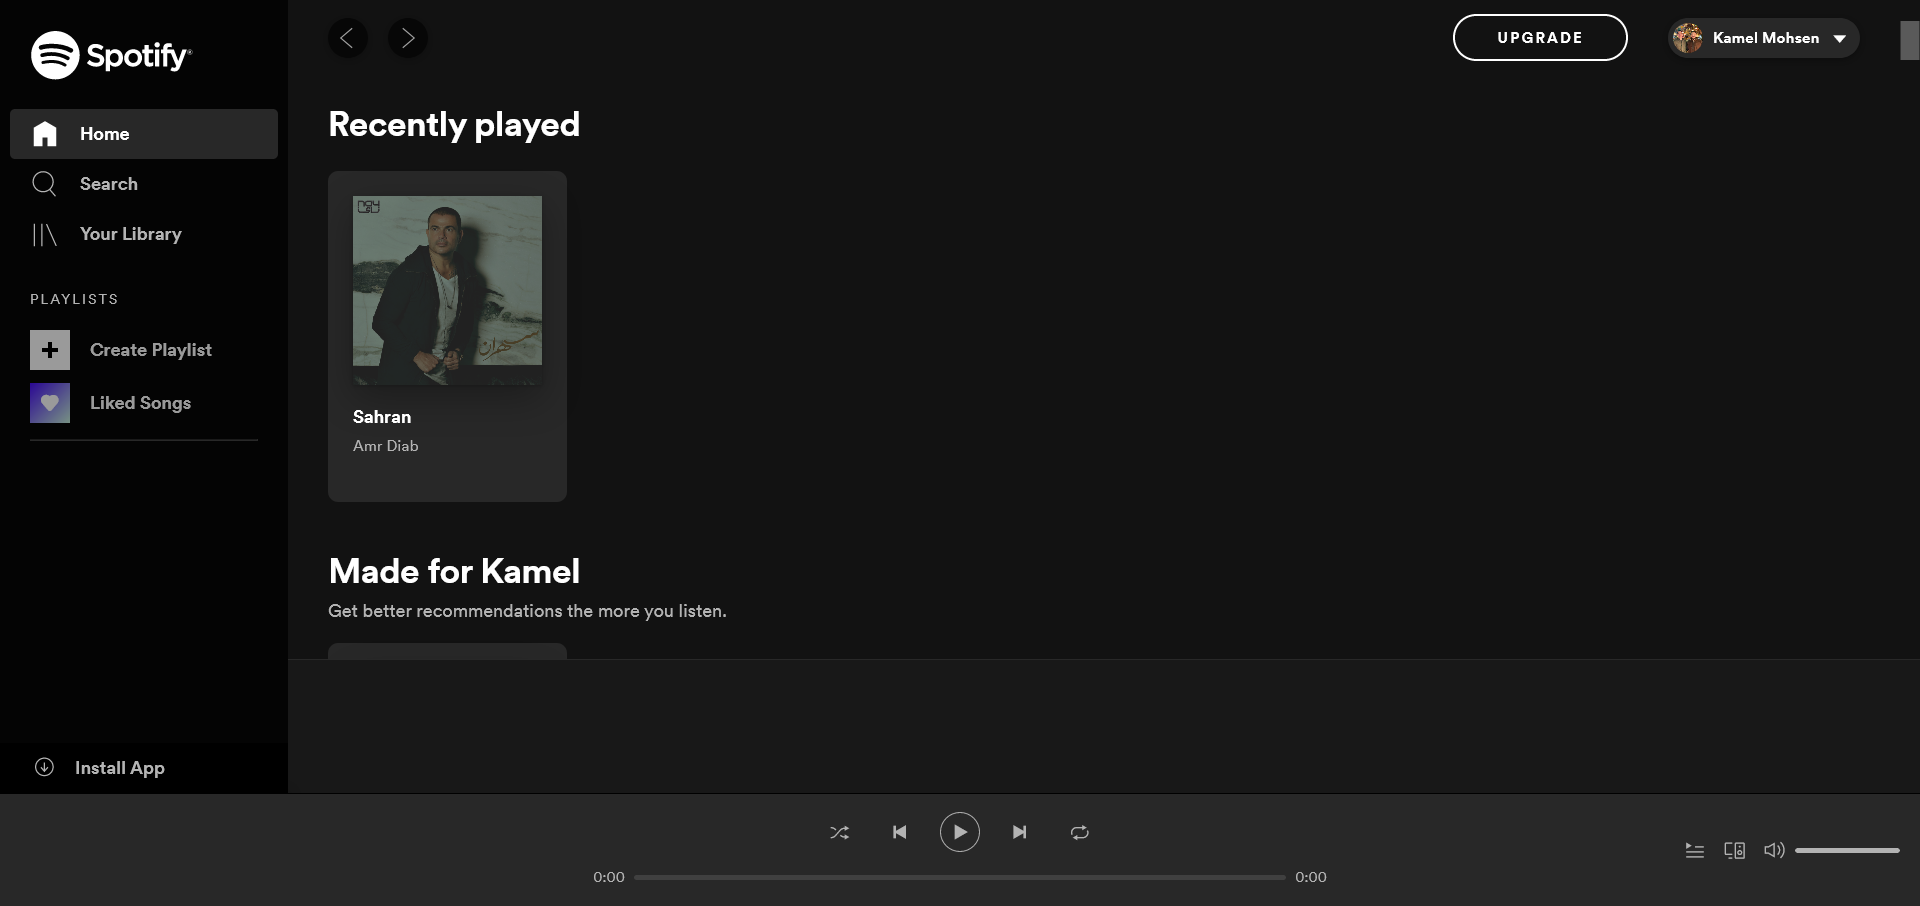 Spotify®
Home
Search
Your Library
PLAYLISTS
Create Playlist
Liked Songs
Install App
UPGRADE
Kamel Mohsen
Recently played
سهران
Sahran
Amr Diab
Made for Kamel
Get better recommendations the more you listen.
0:00
0:00